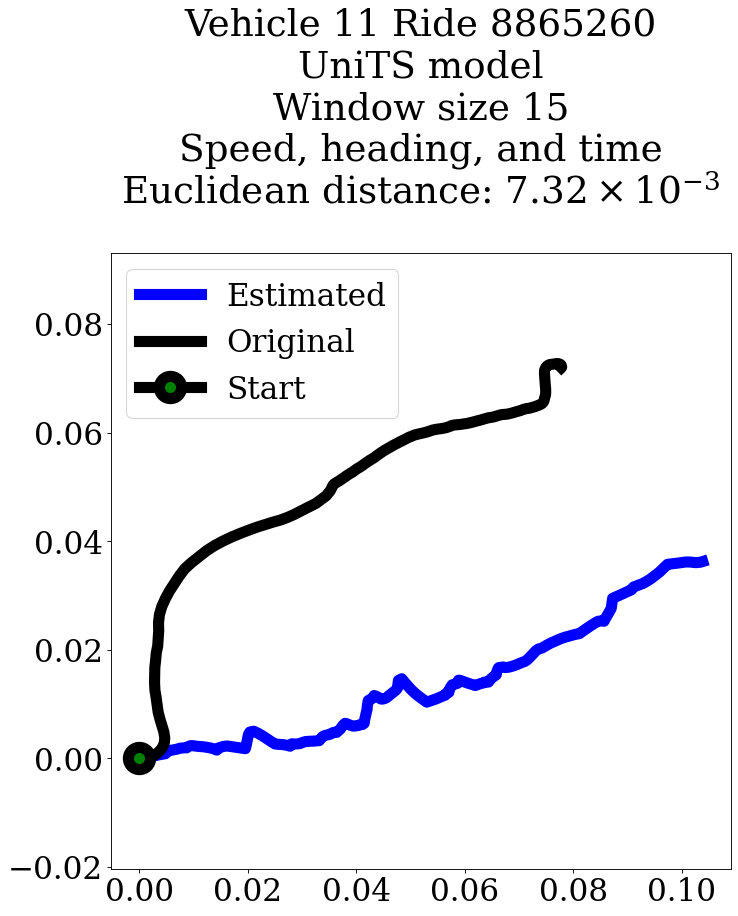 Vehicle 11 Ride 8865260
UniTS model
Window size 15
Speed, heading, and time
Euclidean distance: 7.32 × 10⁻³
Estimated
Original
Start
0.08
0.06
0.04
0.02
0.00
−0.02
0.00 0.02 0.04 0.06 0.08 0.10